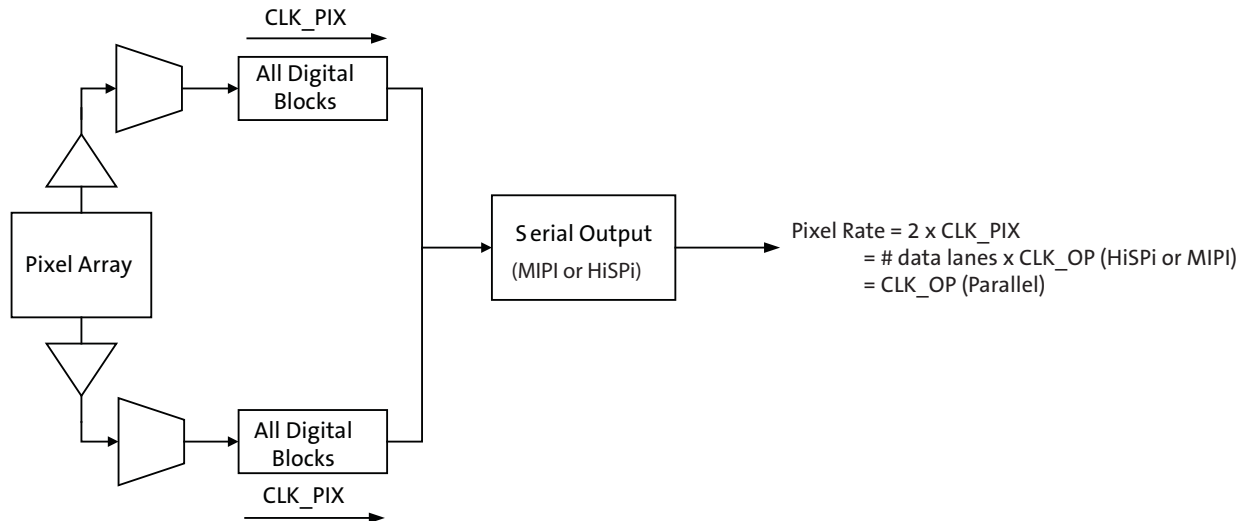 CLK_PIX
All Digital
Blocks
Pixel Array
Serial Output
(MIPI or HiSPi)
Pixel Rate = 2 x CLK_PIX
= # data lanes x CLK_OP (HiSPi or MIPI)
= CLK_OP (Parallel)
All Digital
Blocks
CLK_PIX